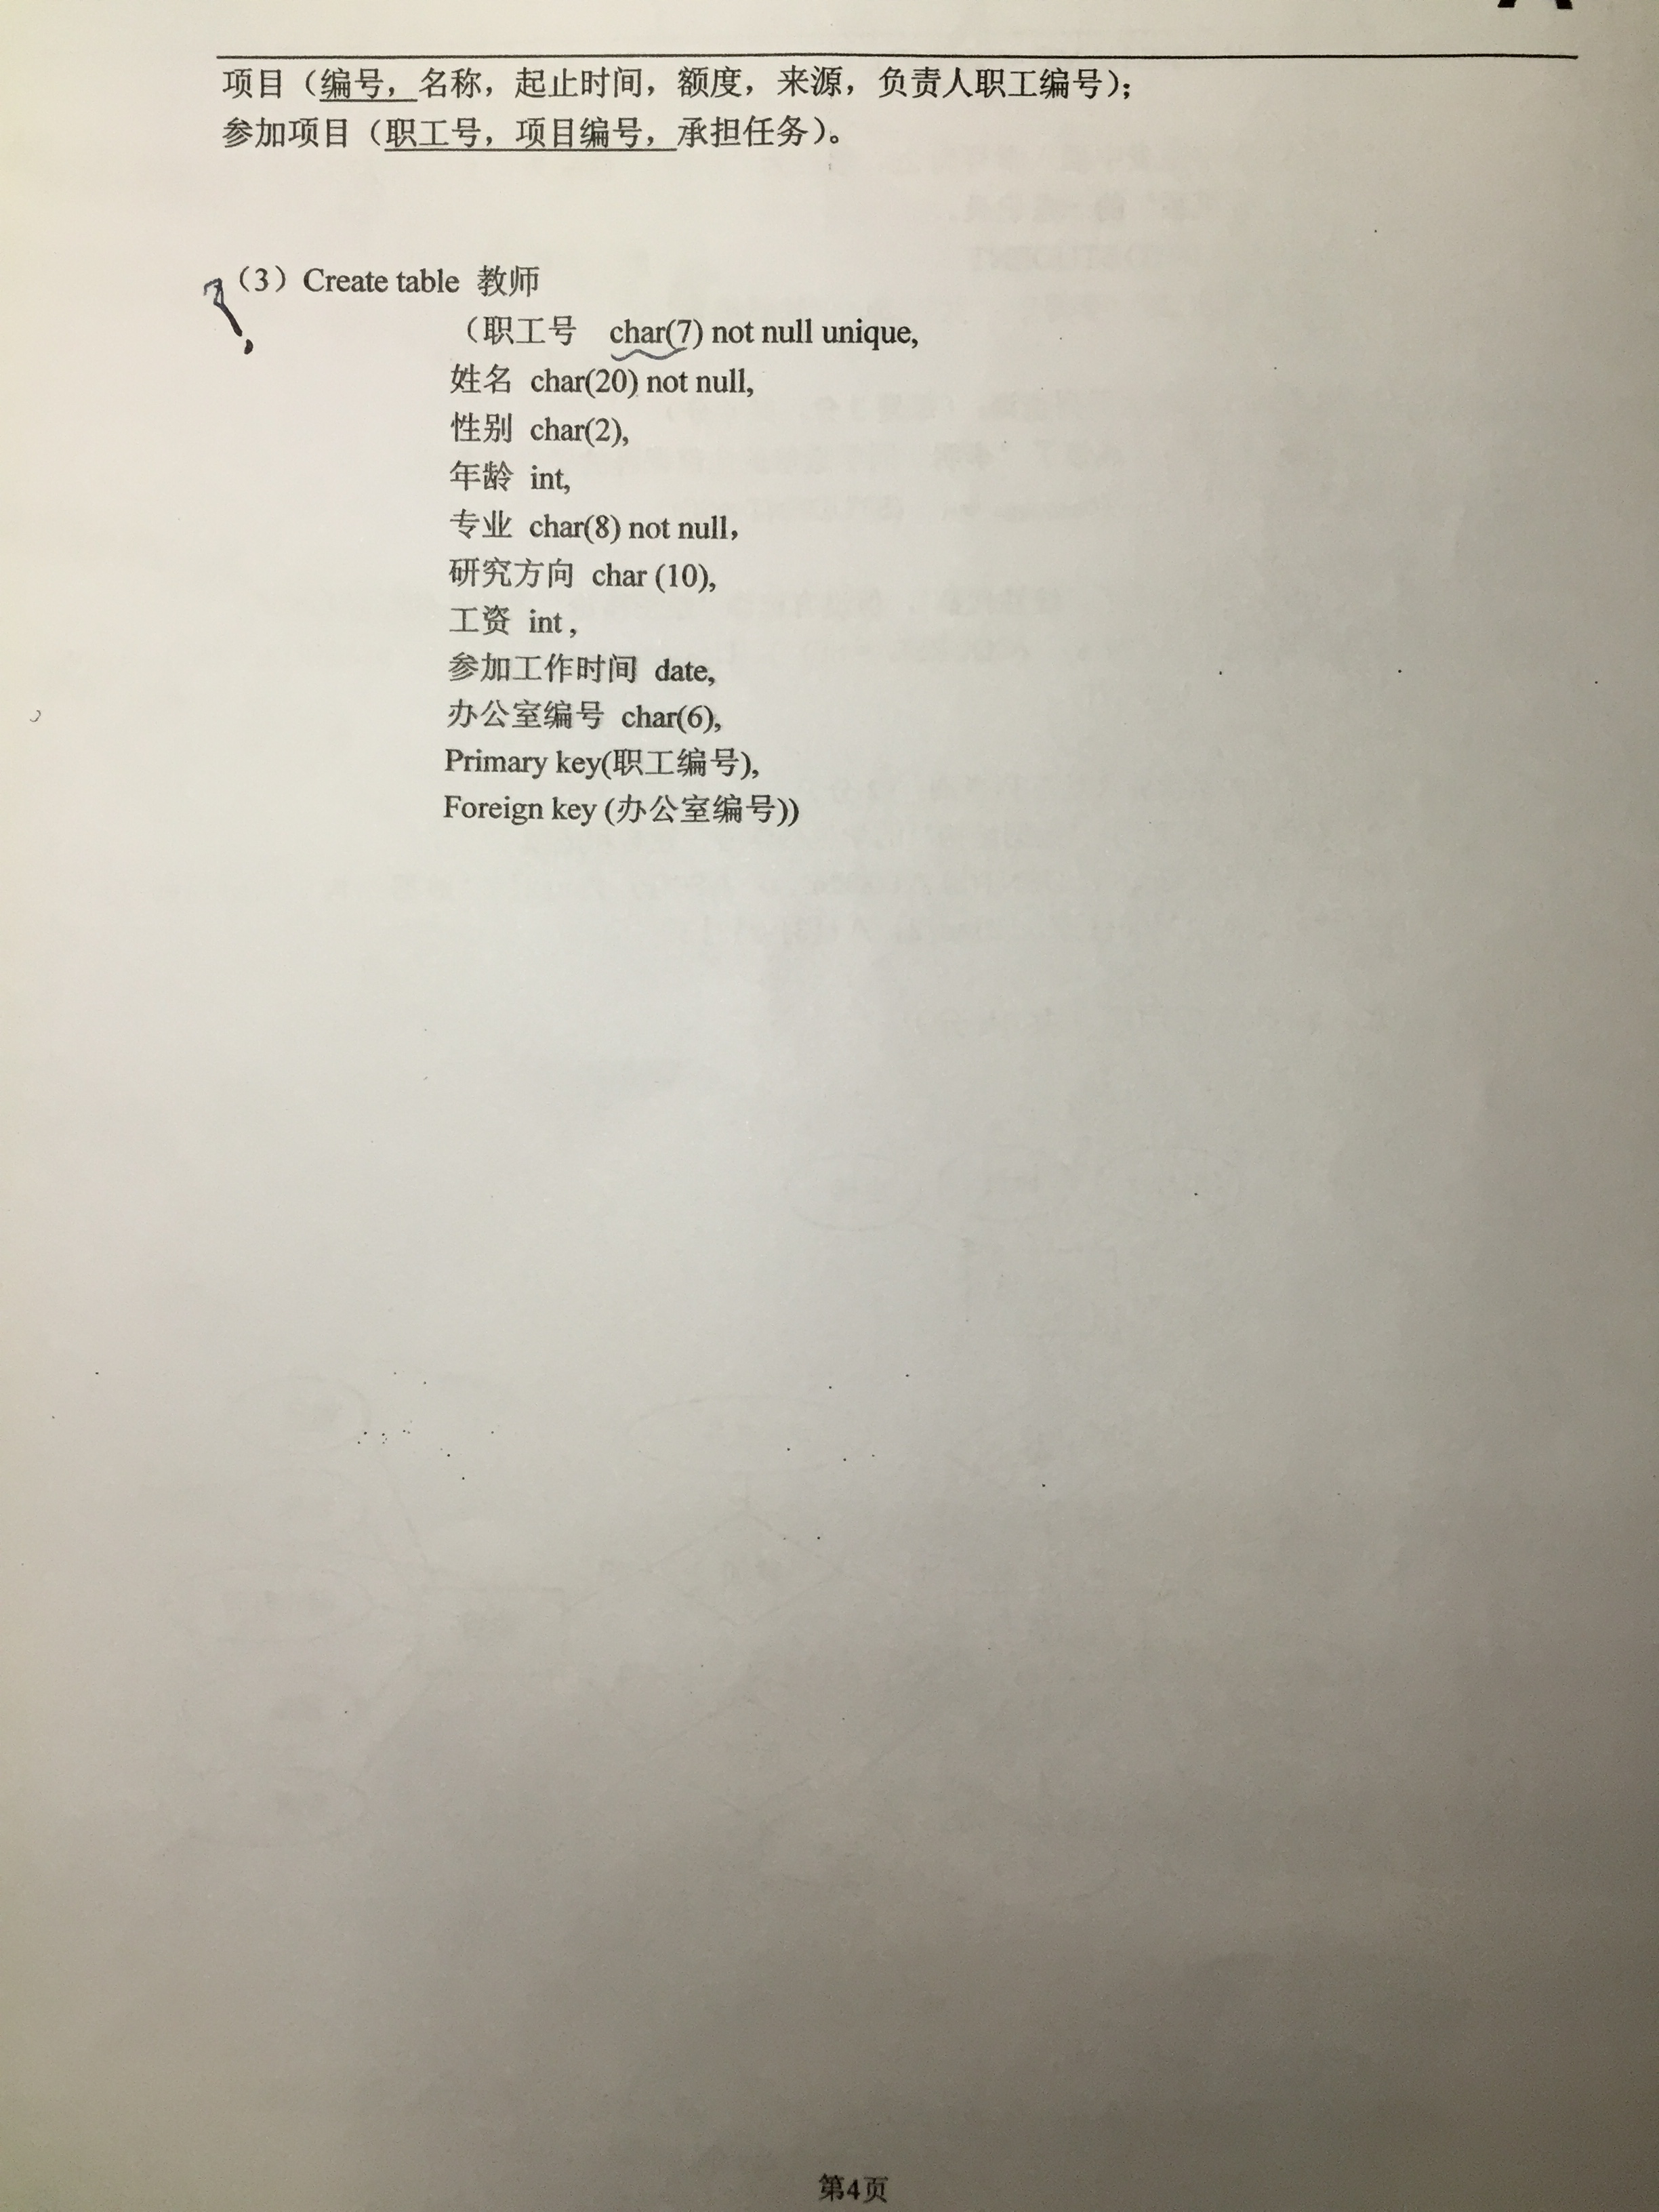 项目（编号，名称，起止时间，额度，来源，负责人职工编号）；
参加项目（职工号，项目编号，承担任务）。
（3）Create table 教师
（职工号 char(7) not null unique,
姓名 char(20) not null,
性别 char(2),
年龄 int,
专业 char(8) not null，
研究方向 char (10),
工资 int ,
参加工作时间 date,
办公室编号 char(6),
Primary key(职工编号),
Foreign key (办公室编号))
第4页